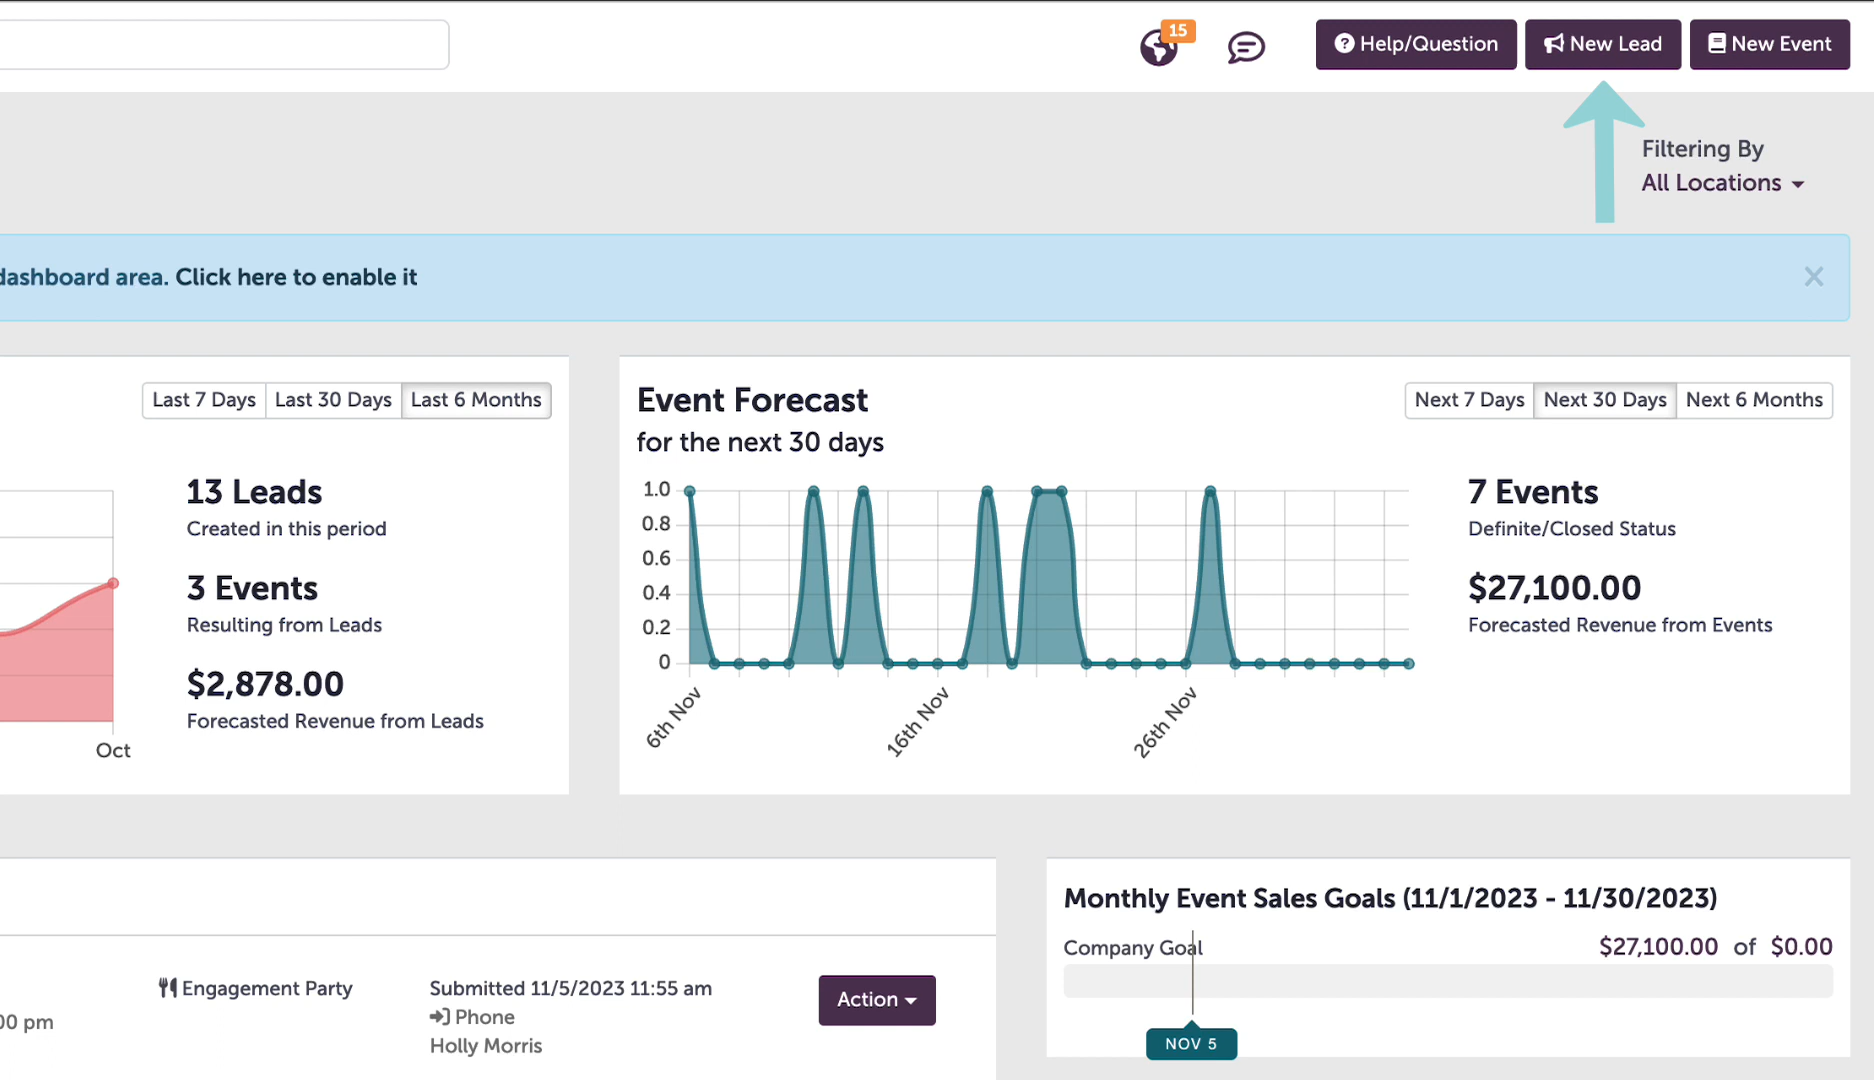 15
Help/Question
New Lead
New Event
Filtering By
All Locations
dashboard area. Click here to enable it
Last 7 Days
Last 30 Days
Last 6 Months
13 Leads
Created in this period
3 Events
Resulting from Leads
$2,878.00
Forecasted Revenue from Leads
Oct
Event Forecast
for the next 30 days
Next 7 Days
Next 30 Days
Next 6 Months
1.0
0.8
0.6
0.4
0.2
0
6th Nov
16th Nov
26th Nov
7 Events
Definite/Closed Status
$27,100.00
Forecasted Revenue from Events
00 pm
Engagement Party
Submitted 11/5/2023 11:55 am
Phone
Holly Morris
Action
Monthly Event Sales Goals (11/1/2023 - 11/30/2023)
Company Goal
$27,100.00 of $0.00
NOV 5